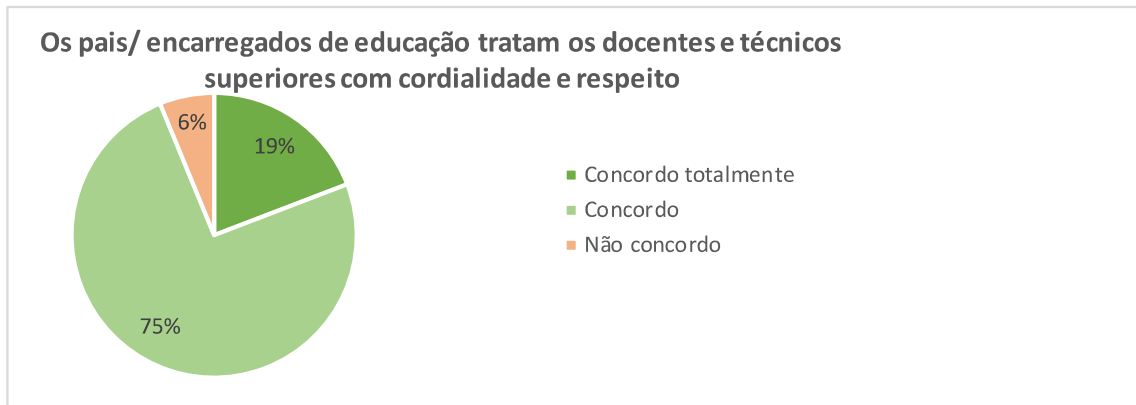 Os pais/ encarregados de educação tratam os docentes e técnicos
superiores com cordialidade e respeito
6%
19%
75%
Concordo totalmente
Concordo
Não concordo